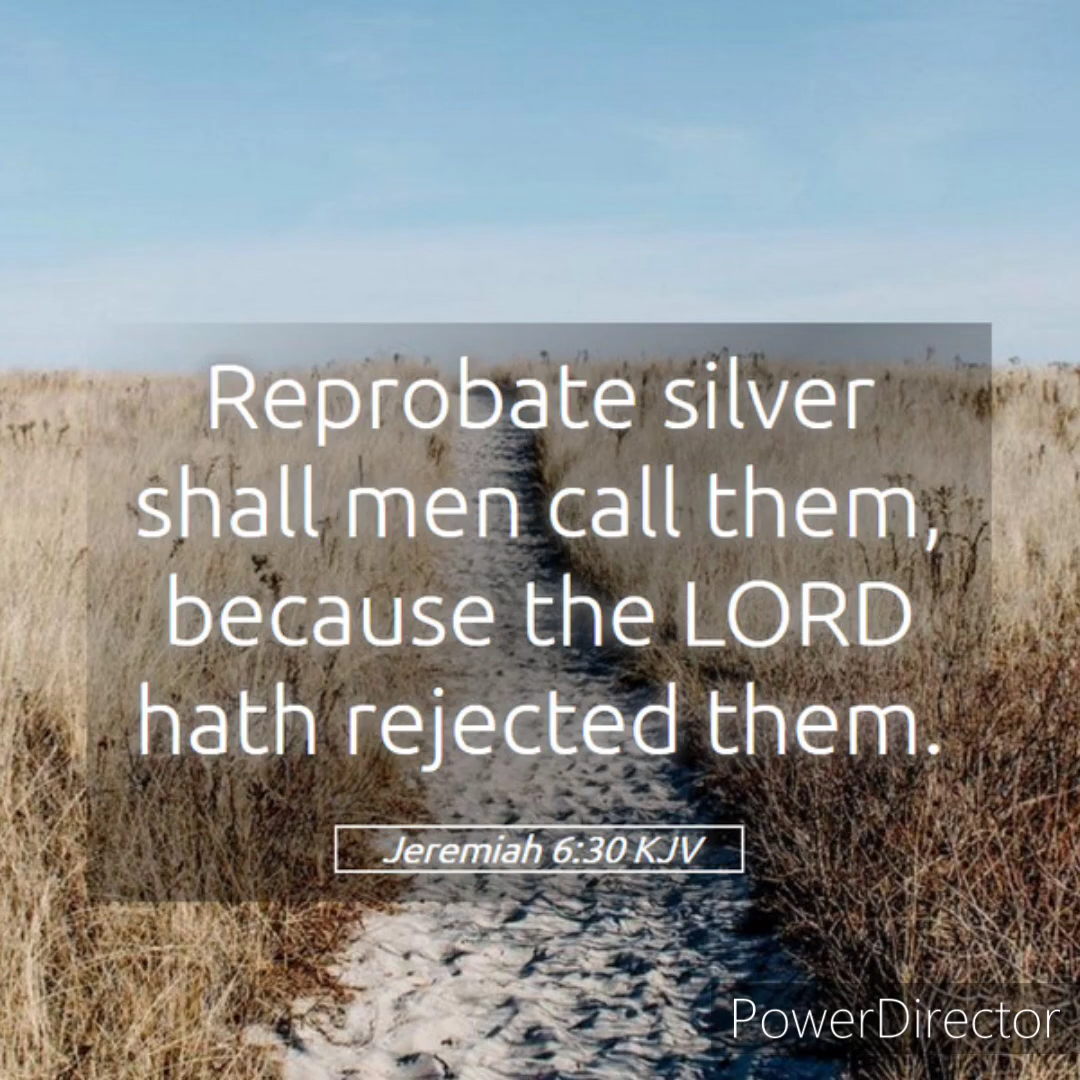 Reprobate silver
shall men call them,
because the LORD
hath rejected them.
Jeremiah 6:30 KJV
PowerDirector